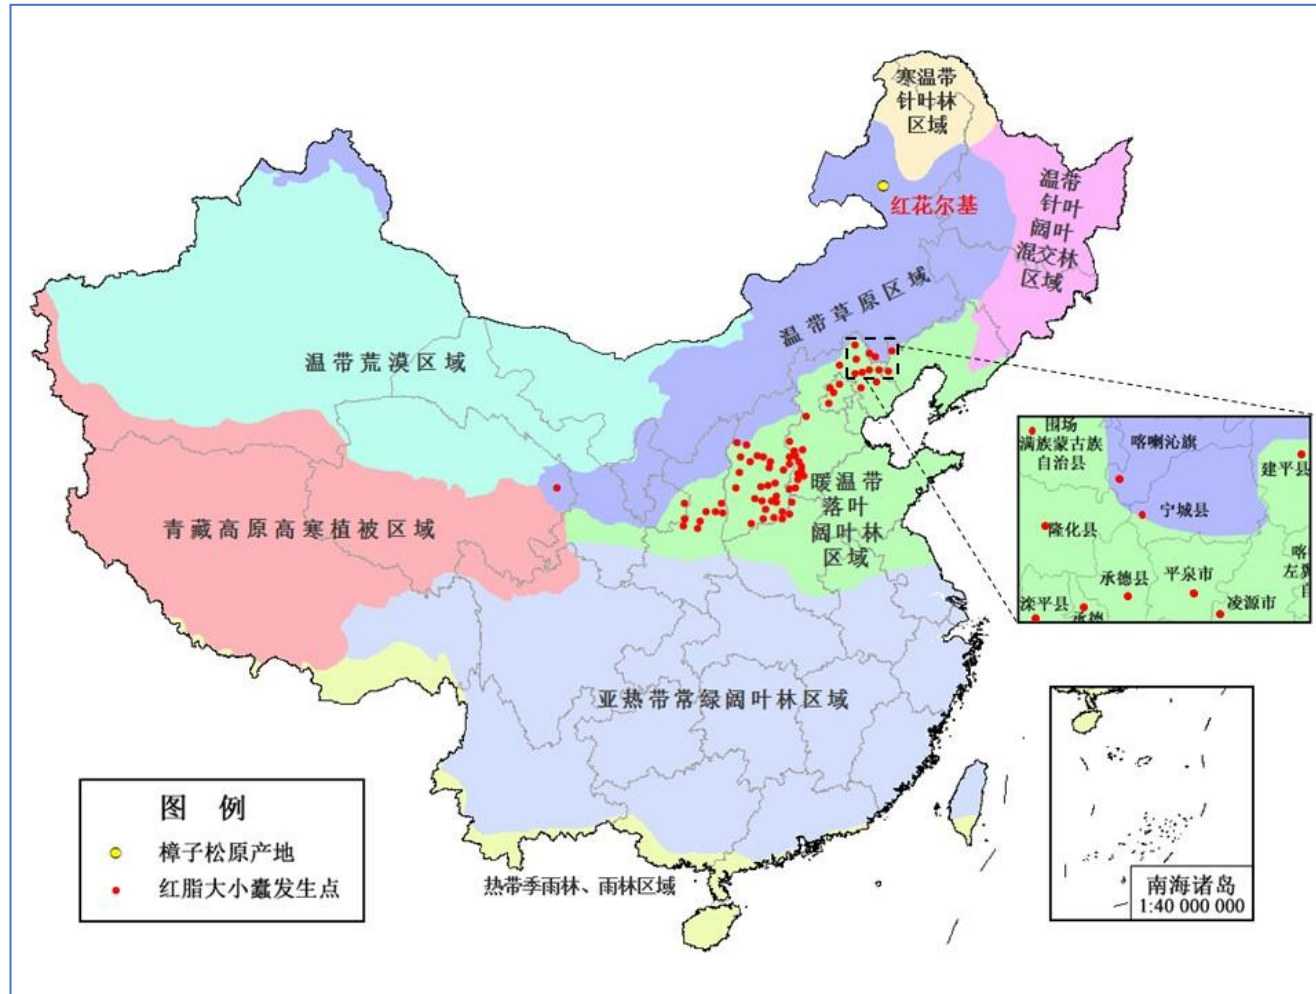 寒温带
针叶林
区域
温带
针叶
阔叶
混交林
区域
红花尔基
温带草原区域
温带荒漠区域
青藏高原高寒植被区域
暖温带
落叶
阔叶林
区域
亚热带常绿阔叶林区域
热带季雨林、雨林区域
围场
满族蒙古族
自治县
喀喇沁旗
建平县
宁城县
隆化县
承德县
平泉市
滦平县
承德
凌源市
喀
左翼
图 例
樟子松原产地
红脂大小蠹发生点
南海诸岛
1:40 000 000